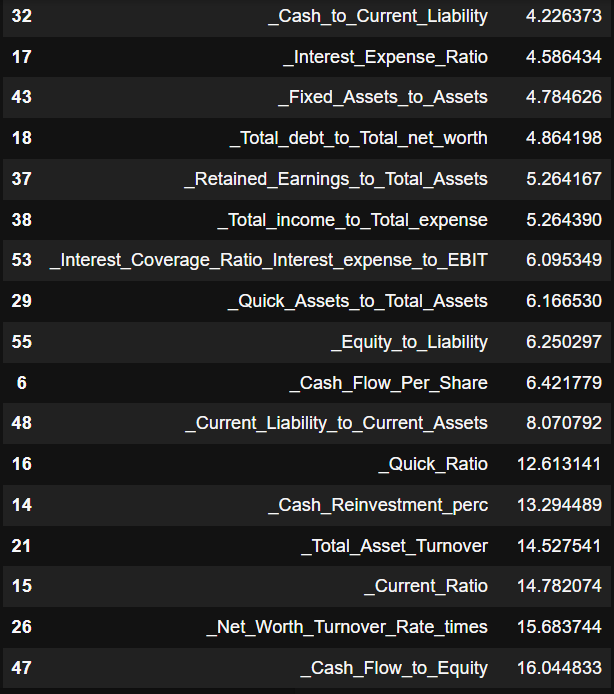 32 _Cash_to_Current_Liability 4.226373
17 _Interest_Expense_Ratio 4.586434
43 _Fixed_Assets_to_Assets 4.784626
18 _Total_debt_to_Total_net_worth 4.864198
37 _Retained_Earnings_to_Total_Assets 5.264167
38 _Total_income_to_Total_expense 5.264390
53 _Interest_Coverage_Ratio_Interest_expense_to_EBIT 6.095349
29 _Quick_Assets_to_Total_Assets 6.166530
55 _Equity_to_Liability 6.250297
6 _Cash_Flow_Per_Share 6.421779
48 _Current_Liability_to_Current_Assets 8.070792
16 _Quick_Ratio 12.613141
14 _Cash_Reinvestment_perc 13.294489
21 _Total_Asset_Turnover 14.527541
15 _Current_Ratio 14.782074
26 _Net_Worth_Turnover_Rate_times 15.683744
47 _Cash_Flow_to_Equity 16.044833